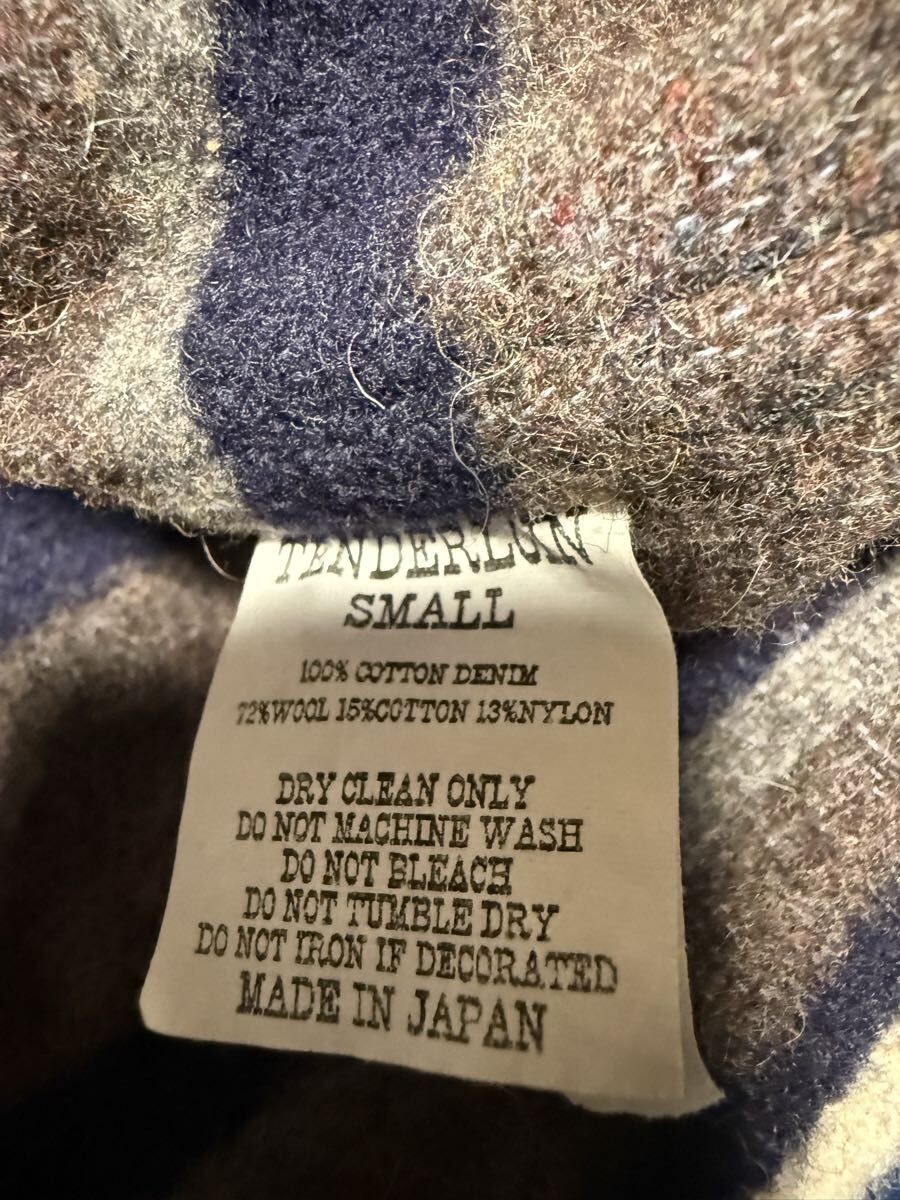 TENDERLOIN
SMALL
100% COTTON DENIM
72%WOOL 15%COTTON 13%NYLON
DRY CLEAN ONLY
DO NOT MACHINE WASH
DO NOT BLEACH
DO NOT TUMBLE DRY
DO NOT IRON IF DECORATED
MADE IN JAPAN